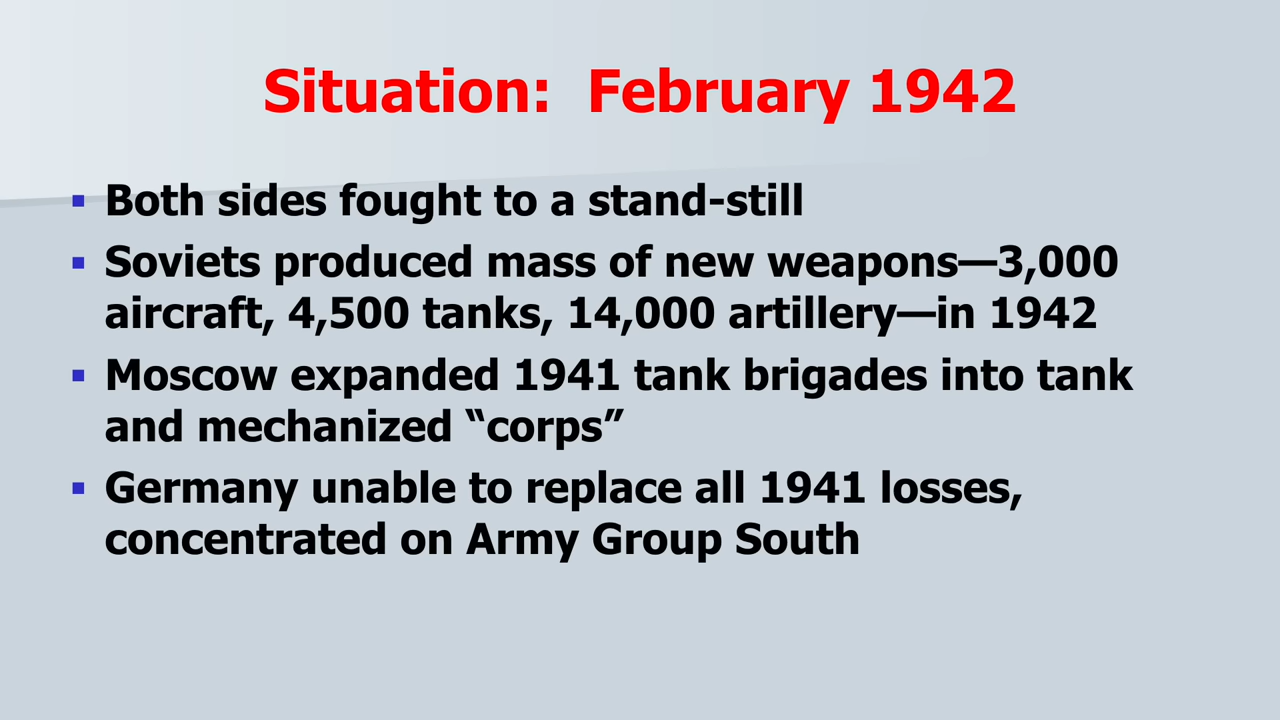 Situation:  February 1942
▪ Both sides fought to a stand-still
▪ Soviets produced mass of new weapons—3,000
aircraft, 4,500 tanks, 14,000 artillery—in 1942
▪ Moscow expanded 1941 tank brigades into tank
and mechanized “corps”
▪ Germany unable to replace all 1941 losses,
concentrated on Army Group South